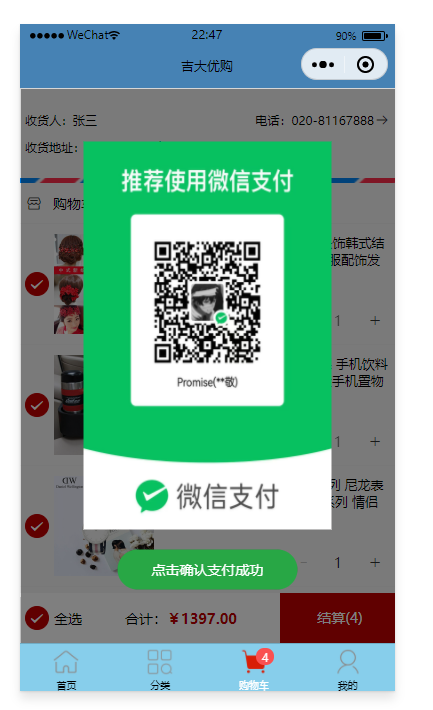 ●●●●● WeChat 22:47 90%
吉大优购
收货人：张三 电话：020-81167888
收货地址：
购物
推荐使用微信支付
Promise(**敬)
微信支付
饰韩式结
服配饰发
1 +
手机饮料
手机置物
1 +
DW
列 尼龙表
系列 情侣
- 1 +
点击确认支付成功
全选 合计：￥1397.00 结算(4)
4
首页 分类 购物车 我的